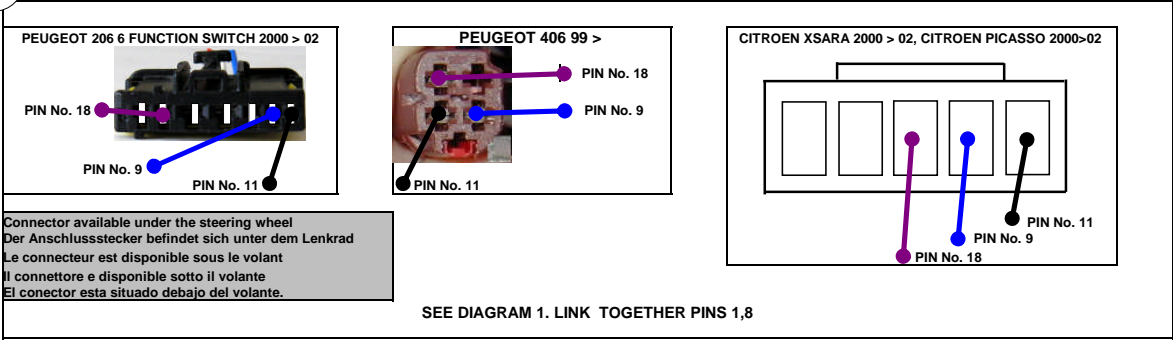 PEUGEOT 206 6 FUNCTION SWITCH 2000 > 02
PIN No. 18
PIN No. 9
PIN No. 11
PEUGEOT 406 99 >
PIN No. 18
PIN No. 9
PIN No. 11
CITROEN XSARA 2000 > 02, CITROEN PICASSO 2000>02
PIN No. 11
PIN No. 9
PIN No. 18
Connector available under the steering wheel
Der Anschlussstecker befindet sich unter dem Lenkrad
Le connecteur est disponible sous le volant
Il connettore e disponible sotto il volante
El conector esta situado debajo del volante.
SEE DIAGRAM 1. LINK TOGETHER PINS 1,8